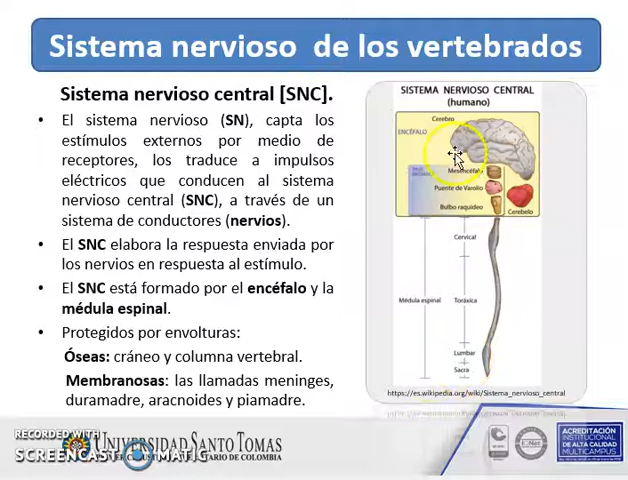 Sistema nervioso de los vertebrados
Sistema nervioso central [SNC].
• El sistema nervioso (SN), capta los
estímulos externos por medio de
receptores, los traduce a impulsos
eléctricos que conducen al sistema
nervioso central (SNC), a través de un
sistema de conductores (nervios).
• El SNC elabora la respuesta enviada por
los nervios en respuesta al estímulo.
• El SNC está formado por el encéfalo y la
médula espinal.
• Protegidos por envolturas:
Óseas: cráneo y columna vertebral.
Membranosas: las llamadas meninges,
duramadre, aracnoides y piamadre.
SISTEMA NERVIOSO CENTRAL
(humano)
Cerebro
ENCÉFALO
Mesencéfalo
Puente de Varolio
Bulbo raquídeo
Cerebelo
Cervical
Médula espinal
Toráxica
Lumbar
Sacra
https://es.wikipedia.org/wiki/Sistema_nervioso_central
RECORDED WITH
SCREENCAST MATIC
UNIVERSIDAD SANTO TOMÁS
DE COLOMBIA
IQNet
ACREDITACIÓN
INSTITUCIONAL
DE ALTA CALIDAD
MULTICAMPUS